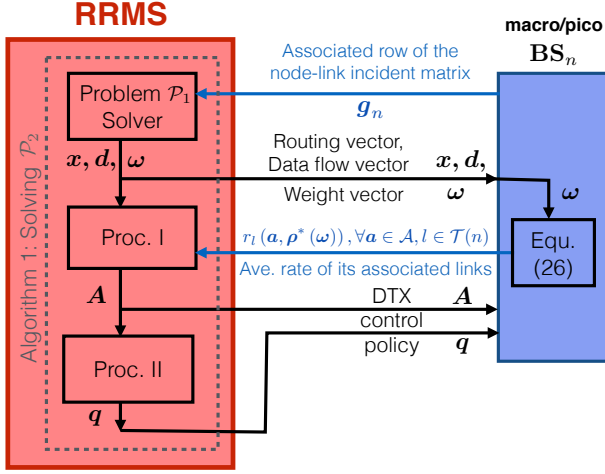 RRMS
macro/pico
BSₙ
Algorithm 1: Solving 𝒫₂
Problem 𝒫₁
Solver
Associated row of the
node-link incident matrix
gₙ
x, d, ω
Routing vector,
Data flow vector
x, d,
Weight vector
ω
ω
Proc. I
r_l (a, ρ* (ω)), ∀a ∈ 𝒜, l ∈ 𝒯(n)
Ave. rate of its associated links
Equ.
(26)
A
DTX
A
control
policy
q
Proc. II
q